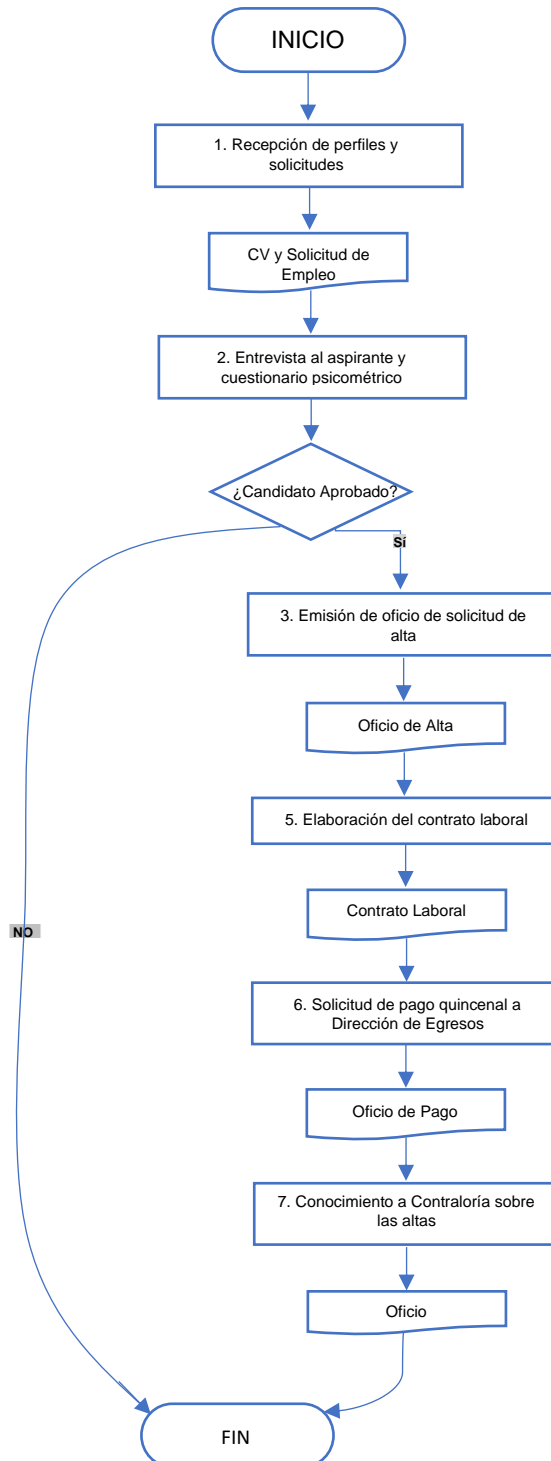 INICIO
1. Recepción de perfiles y
solicitudes
CV y Solicitud de
Empleo
2. Entrevista al aspirante y
cuestionario psicométrico
¿Candidato Aprobado?
Sí
3. Emisión de oficio de solicitud de
alta
Oficio de Alta
5. Elaboración del contrato laboral
Contrato Laboral
NO
6. Solicitud de pago quincenal a
Dirección de Egresos
Oficio de Pago
7. Conocimiento a Contraloría sobre
las altas
Oficio
FIN